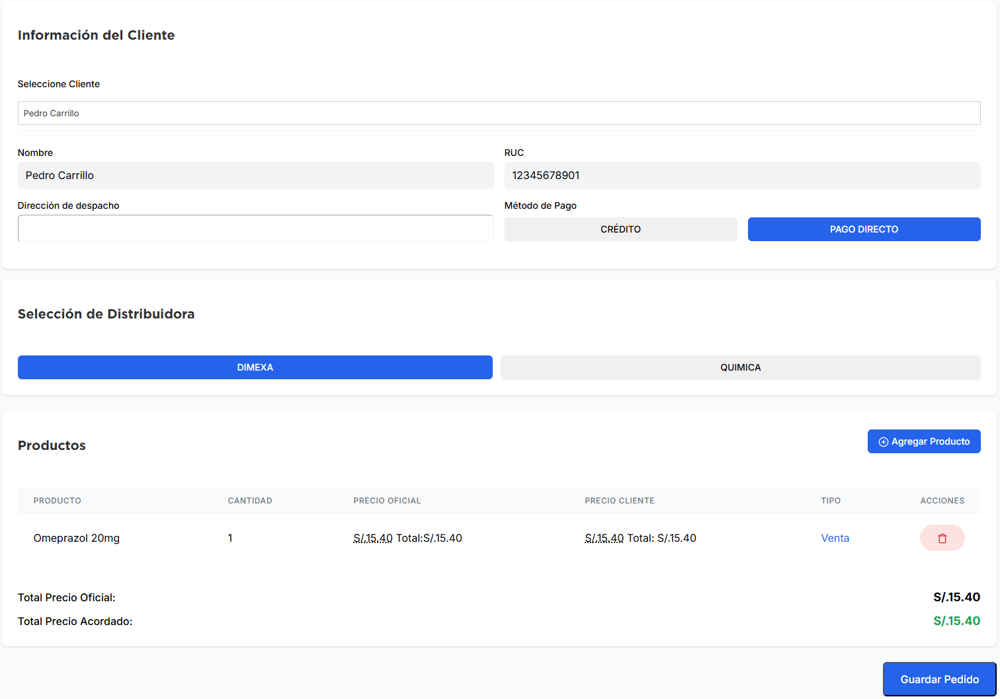 Información del Cliente
Seleccione Cliente
Pedro Carrillo
Nombre RUC
Pedro Carrillo 12345678901
Dirección de despacho Método de Pago
CRÉDITO PAGO DIRECTO
Selección de Distribuidora
DIMEXA QUIMICA
Productos Agregar Producto
PRODUCTO CANTIDAD PRECIO OFICIAL PRECIO CLIENTE TIPO ACCIONES
Omeprazol 20mg 1 S/.15.40 Total:S/.15.40 S/.15.40 Total: S/.15.40 Venta
Total Precio Oficial: S/.15.40
Total Precio Acordado: S/.15.40
Guardar Pedido